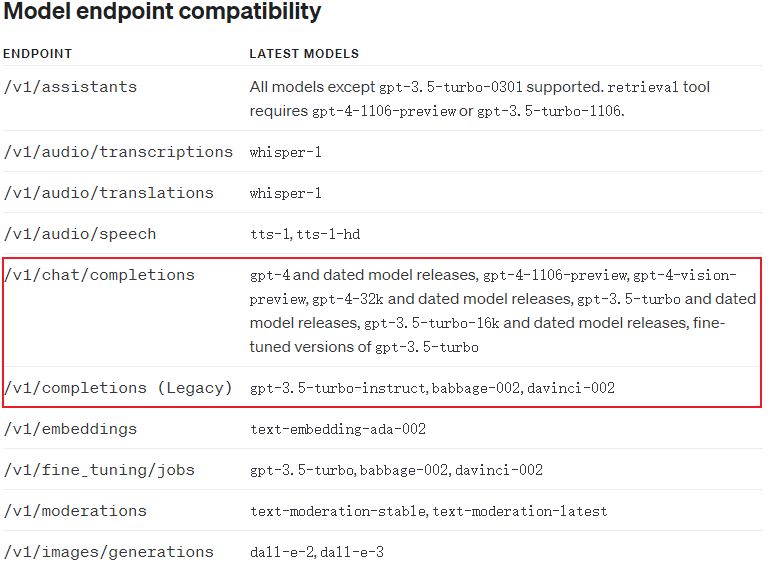 Model endpoint compatibility
ENDPOINT LATEST MODELS
/v1/assistants All models except gpt-3.5-turbo-0301 supported. retrieval tool
requires gpt-4-1106-preview or gpt-3.5-turbo-1106.
/v1/audio/transcriptions whisper-1
/v1/audio/translations whisper-1
/v1/audio/speech tts-1, tts-1-hd
/v1/chat/completions gpt-4 and dated model releases, gpt-4-1106-preview, gpt-4-vision-
preview, gpt-4-32k and dated model releases, gpt-3.5-turbo and dated
model releases, gpt-3.5-turbo-16k and dated model releases, fine-
tuned versions of gpt-3.5-turbo
/v1/completions (Legacy) gpt-3.5-turbo-instruct, babbage-002, davinci-002
/v1/embeddings text-embedding-ada-002
/v1/fine_tuning/jobs gpt-3.5-turbo, babbage-002, davinci-002
/v1/moderations text-moderation-stable, text-moderation-latest
/v1/images/generations dall-e-2, dall-e-3